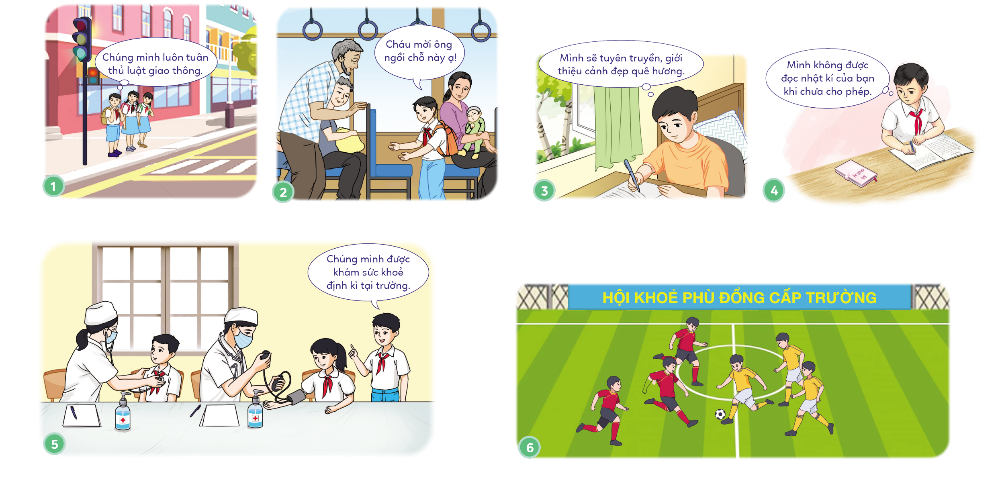 Chúng mình luôn tuân
thủ luật giao thông.
1
Cháu mời ông
ngồi chỗ này ạ!
2
Mình sẽ tuyên truyền, giới
thiệu cảnh đẹp quê hương.
3
Mình không được
đọc nhật kí của bạn
khi chưa cho phép.
Sổ
nhật kí
4
Chúng mình được
khám sức khoẻ
định kì tại trường.
5
HỘI KHOẺ PHÙ ĐỔNG CẤP TRƯỜNG
6